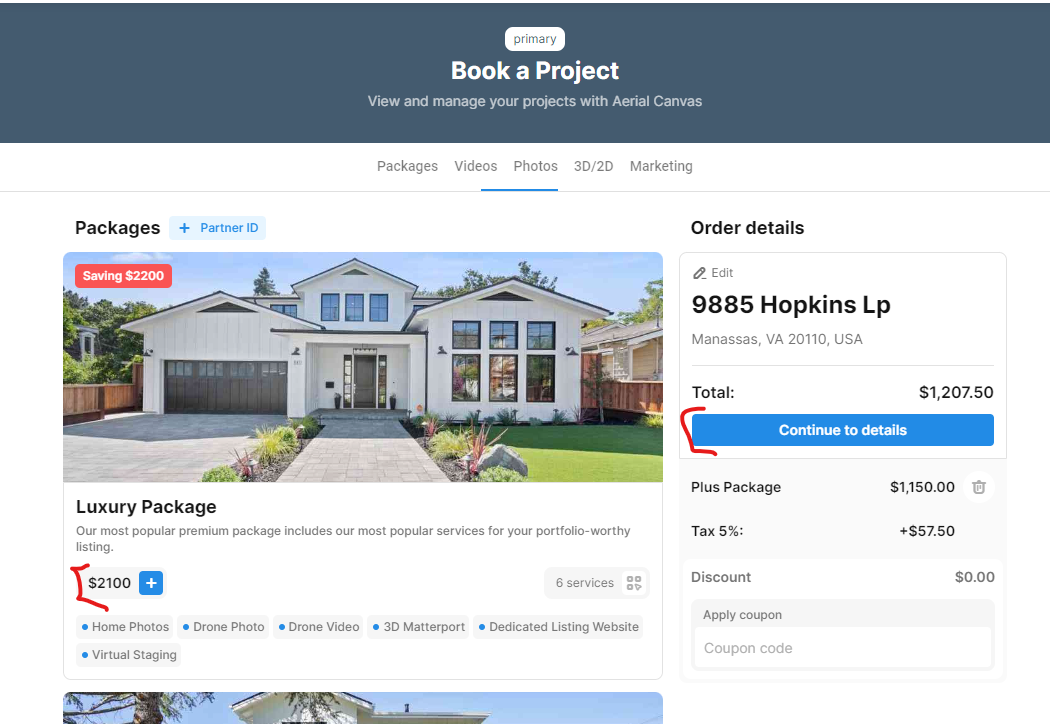 primary
Book a Project
View and manage your projects with Aerial Canvas
Packages Videos Photos 3D/2D Marketing
Packages + Partner ID
Saving $2200
Luxury Package
Our most popular premium package includes our most popular services for your portfolio-worthy
listing.
$2100 +
6 services
Home Photos Drone Photo Drone Video 3D Matterport Dedicated Listing Website
Virtual Staging
Order details
Edit
9885 Hopkins Lp
Manassas, VA 20110, USA
Total: $1,207.50
Continue to details
Plus Package $1,150.00
Tax 5%: +$57.50
Discount $0.00
Apply coupon
Coupon code